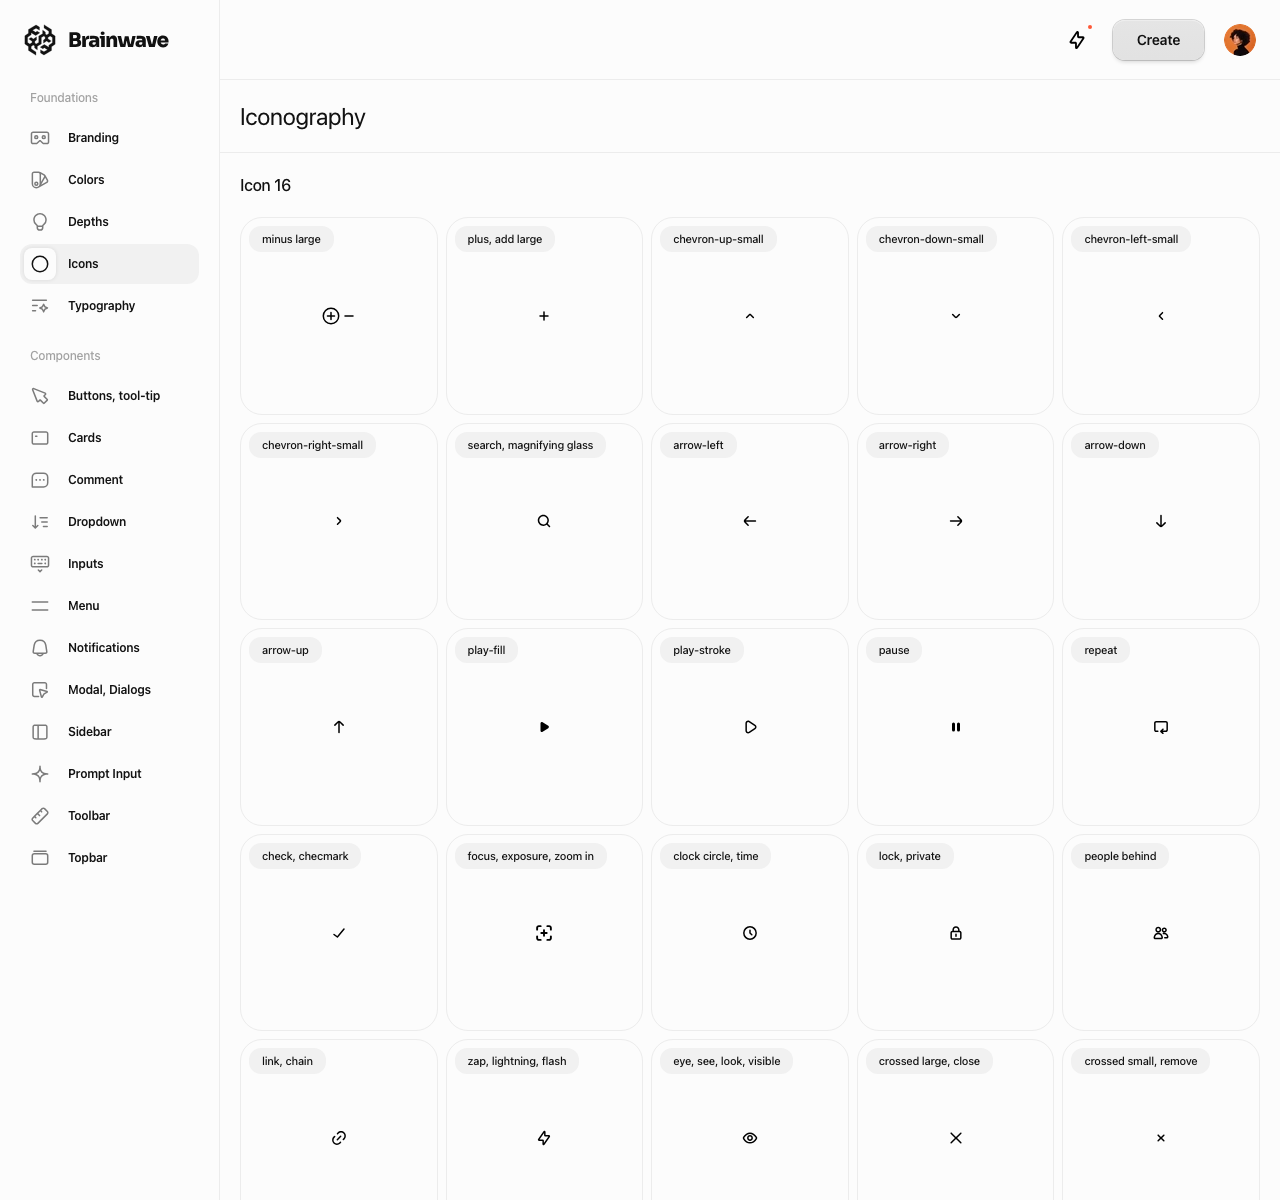 Brainwave
Create
Foundations
Branding
Colors
Depths
Icons
Typography
Components
Buttons, tool-tip
Cards
Comment
Dropdown
Inputs
Menu
Notifications
Modal, Dialogs
Sidebar
Prompt Input
Toolbar
Topbar
Iconography
Icon 16
minus large
plus, add large
chevron-up-small
chevron-down-small
chevron-left-small
chevron-right-small
search, magnifying glass
arrow-left
arrow-right
arrow-down
arrow-up
play-fill
play-stroke
pause
repeat
check, checmark
focus, exposure, zoom in
clock circle, time
lock, private
people behind
link, chain
zap, lightning, flash
eye, see, look, visible
crossed large, close
crossed small, remove